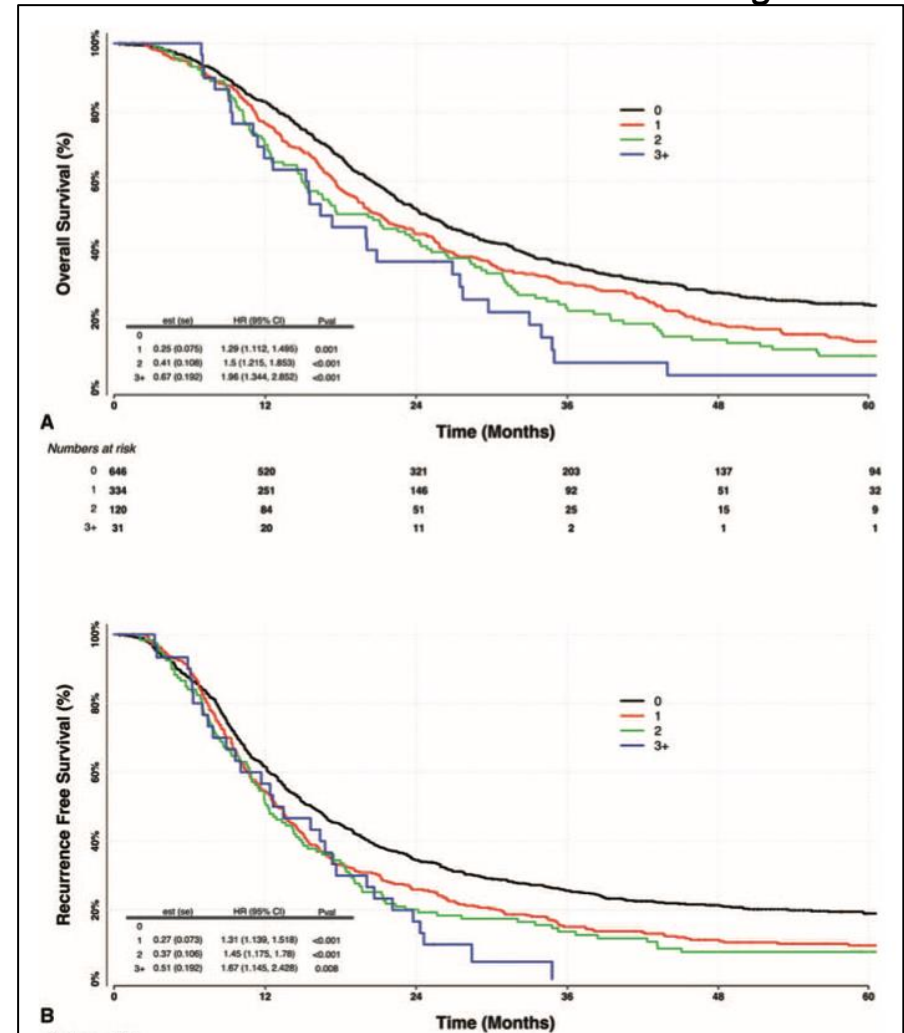 g
100%
80%
60%
40%
20%
0%
Overall Survival (%)
0
1
2
3+
est (se) HR (95% CI) Pval
0
1 0.25 (0.075) 1.29 (1.112, 1.495) 0.001
2 0.41 (0.108) 1.5 (1.215, 1.853) <0.001
3+ 0.67 (0.192) 1.96 (1.344, 2.852) <0.001
0 12 24 36 48 60
A
Time (Months)
Numbers at risk
0 646 520 321 203 137 94
1 334 251 146 92 51 32
2 120 84 51 25 15 9
3+ 31 20 11 2 1 1
100%
80%
60%
40%
20%
0%
Recurrence Free Survival (%)
0
1
2
3+
est (se) HR (95% CI) Pval
0
1 0.27 (0.073) 1.31 (1.139, 1.518) <0.001
2 0.37 (0.106) 1.45 (1.175, 1.78) <0.001
3+ 0.51 (0.192) 1.67 (1.145, 2.428) 0.008
0 12 24 36 48 60
B
Time (Months)